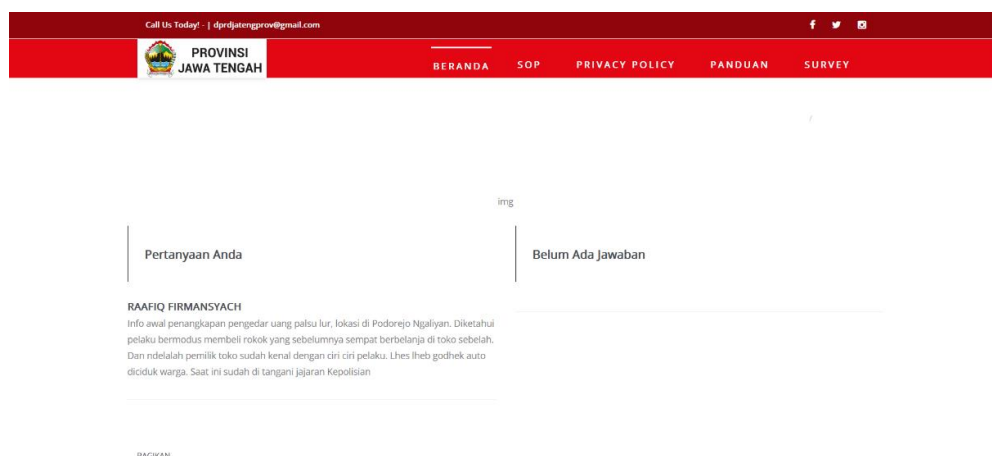 Call Us Today! - | dprdjatengprov@gmail.com
PROVINSI
JAWA TENGAH
BERANDA SOP PRIVACY POLICY PANDUAN SURVEY
/
img
Pertanyaan Anda
Belum Ada Jawaban
RAAFIQ FIRMANSYACH
Info awal penangkapan pengedar uang palsu lur, lokasi di Podorejo Ngaliyan. Diketahui
pelaku bermodus membeli rokok yang sebelumnya sempat berbelanja di toko sebelah.
Dan ndelalah pemilik toko sudah kenal dengan ciri ciri pelaku. Lhes lheb godhek auto
diciduk warga. Saat ini sudah di tangani jajaran Kepolisian
BAGIKAN